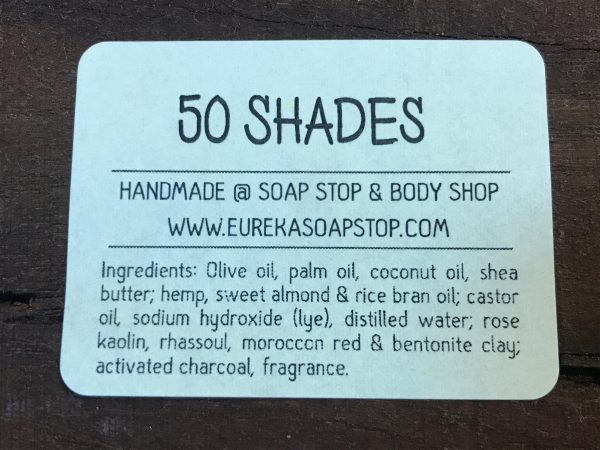 50 SHADES
HANDMADE @ SOAP STOP & BODY SHOP
WWW.EUREKASOAPSTOP.COM
Ingredients: Olive oil, palm oil, coconut oil, shea
butter; hemp, sweet almond & rice bran oil; castor
oil, sodium hydroxide (lye), distilled water; rose
kaolin, rhassoul, morocccn red & bentonite clay;
activated charcoal, fragrance.